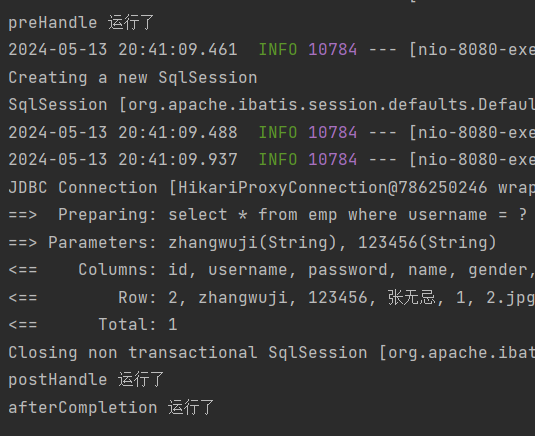 preHandle 运行了
2024-05-13 20:41:09.461  INFO 10784 --- [nio-8080-exe
Creating a new SqlSession
SqlSession [org.apache.ibatis.session.defaults.Defaul
2024-05-13 20:41:09.488  INFO 10784 --- [nio-8080-exe
2024-05-13 20:41:09.937  INFO 10784 --- [nio-8080-exe
JDBC Connection [HikariProxyConnection@786250246 wrap
==>  Preparing: select * from emp where username = ?
==> Parameters: zhangwuji(String), 123456(String)
<==    Columns: id, username, password, name, gender,
<==        Row: 2, zhangwuji, 123456, 张无忌, 1, 2.jpg
<==      Total: 1
Closing non transactional SqlSession [org.apache.ibat
postHandle 运行了
afterCompletion 运行了